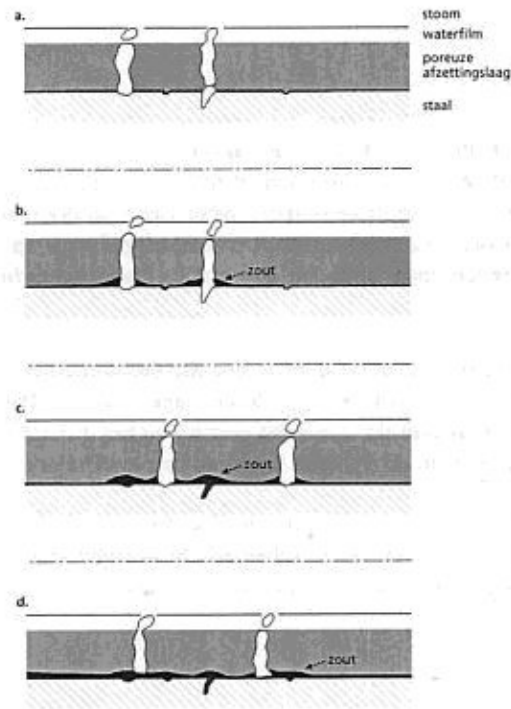 a.
stoom
waterfilm
poreuze
afzettingslaag
staal
b.
zout
c.
zout
d.
zout